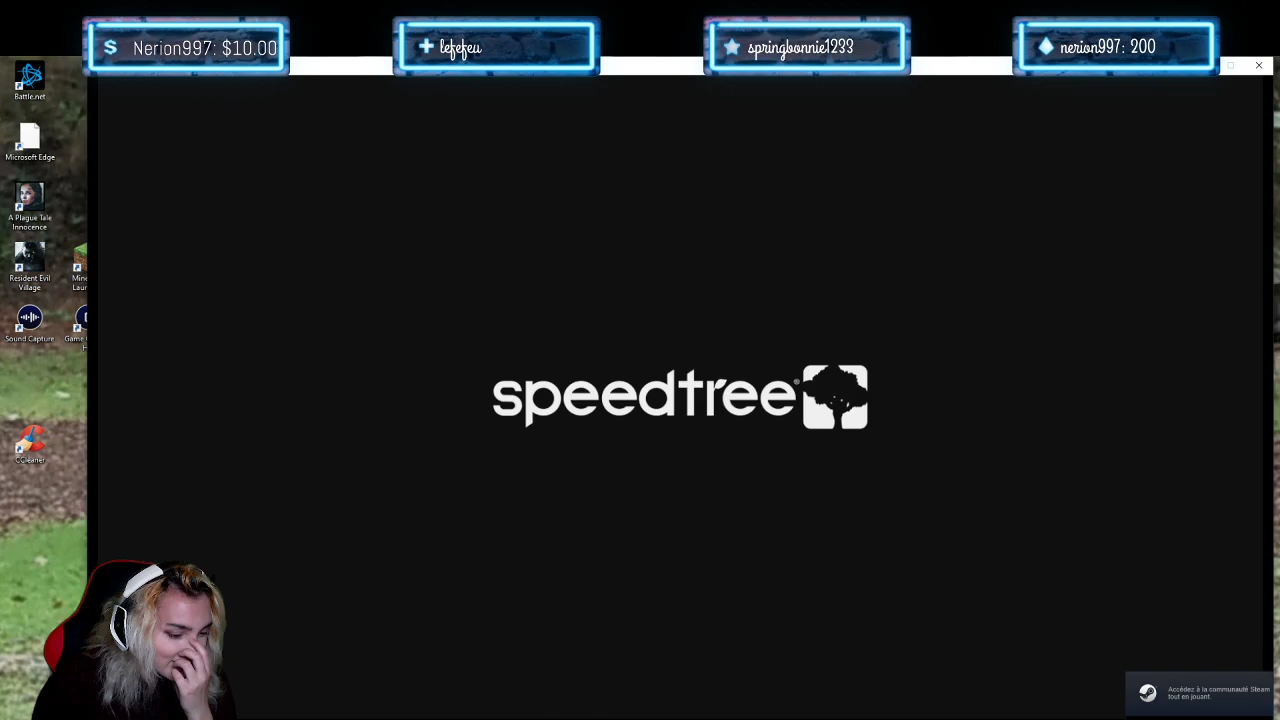 Nerion997: $10.00
lefefeu
springbonnie1233
nerion997: 200
Battle.net
Microsoft Edge
A Plague Tale
Innocence
Resident Evil
Village
Sound Capture
CCleaner
speedtree®
Accédez à la communauté Steam
tout en jouant.